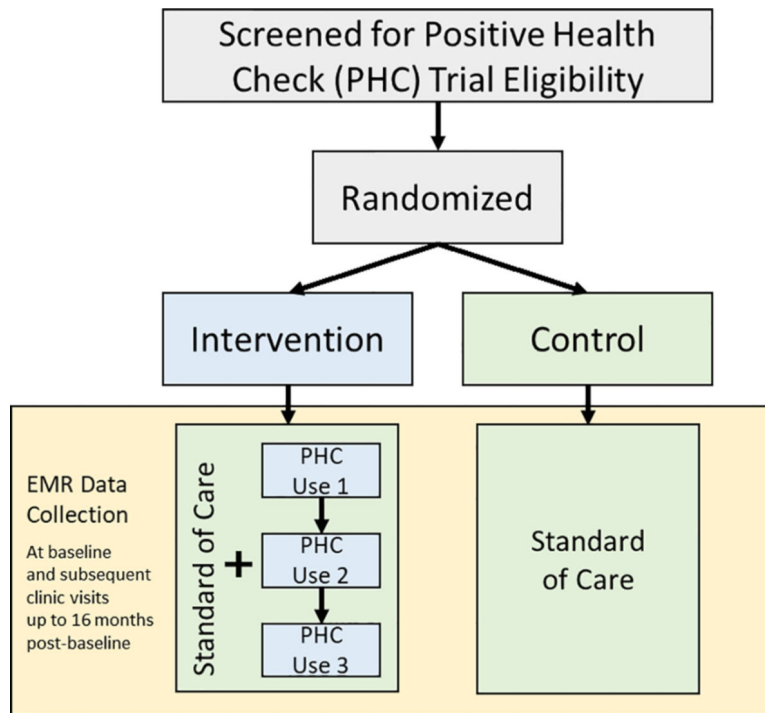 Screened for Positive Health
Check (PHC) Trial Eligibility
Randomized
Intervention
Control
EMR Data
Collection
At baseline
and subsequent
clinic visits
up to 16 months
post-baseline
Standard of Care
+
PHC
Use 1
PHC
Use 2
PHC
Use 3
Standard
of Care